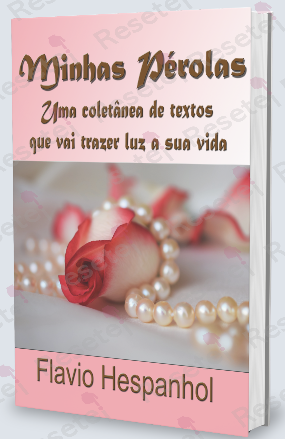 Minhas Pérolas
Uma coletânea de textos
que vai trazer luz a sua vida
Flavio Hespanhol